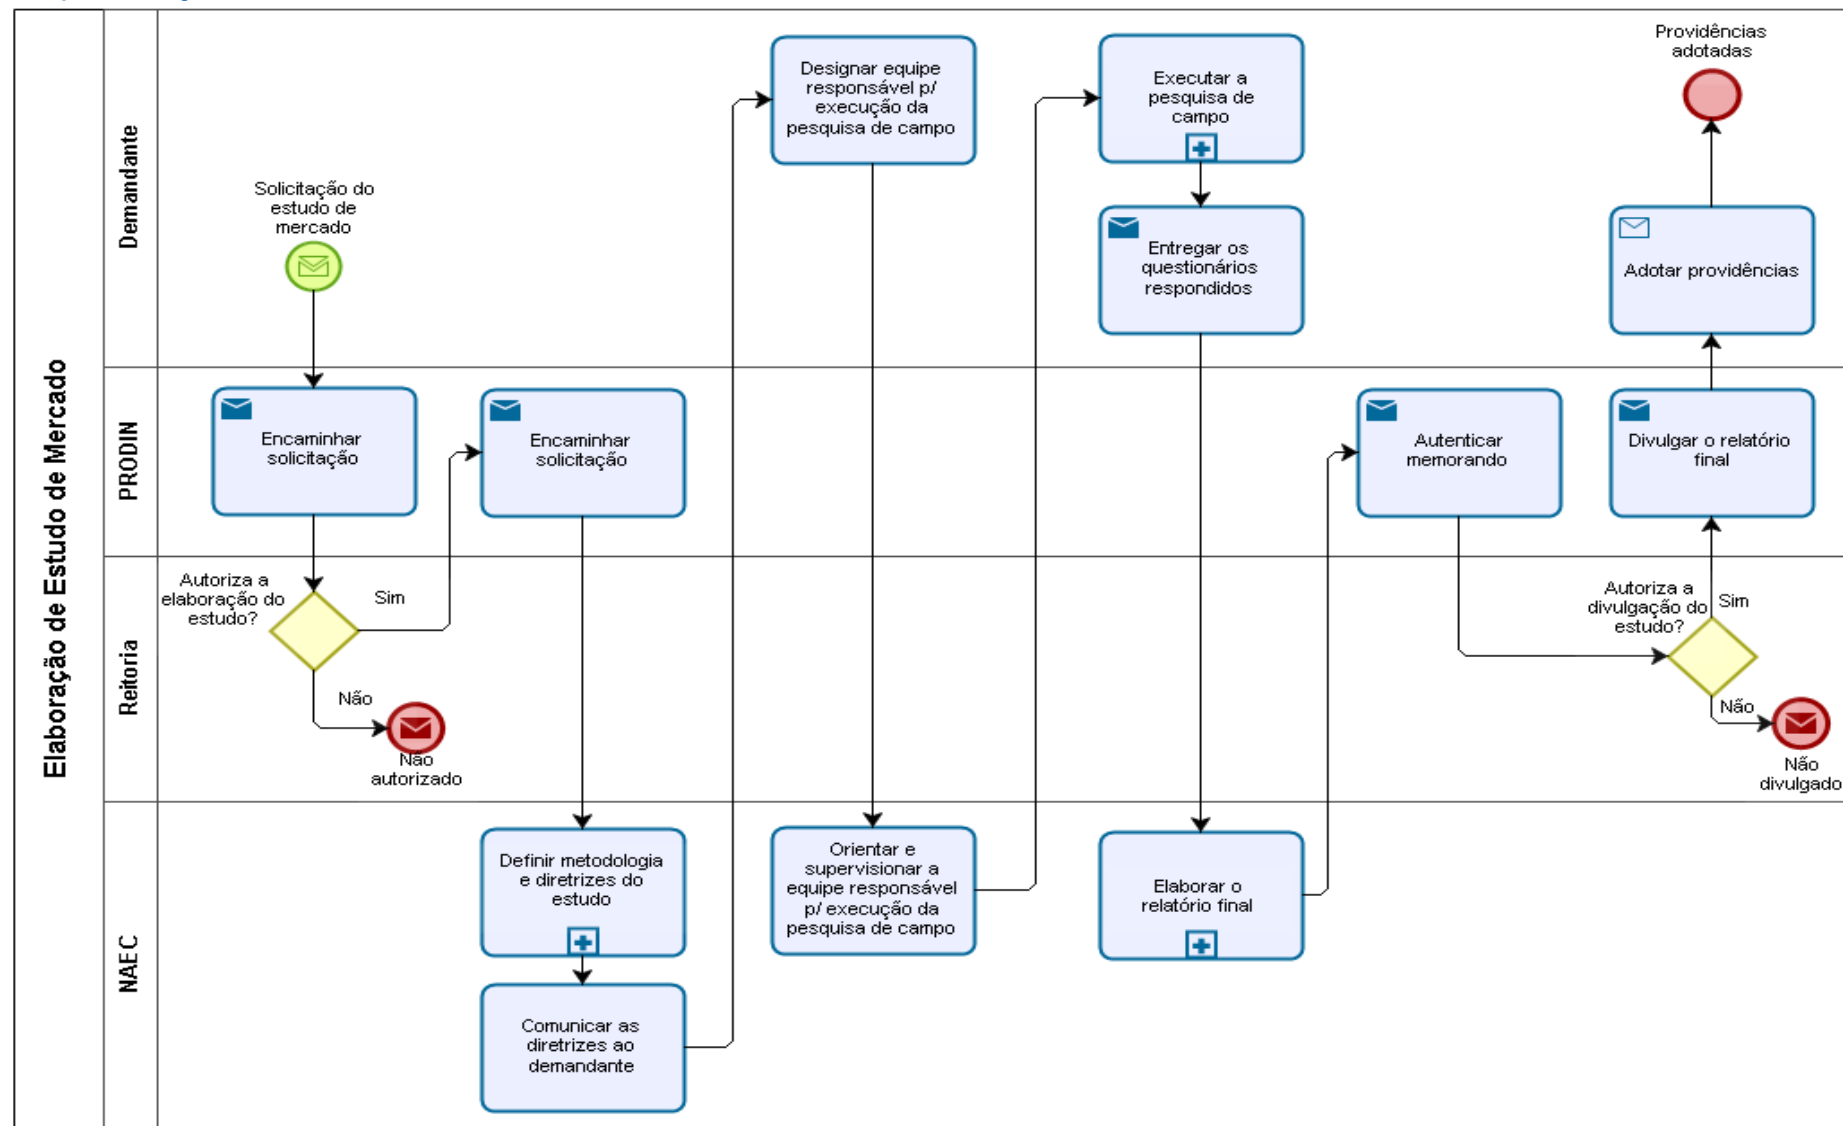 Elaboração de Estudo de Mercado
Demandante
Solicitação do
estudo de
mercado
Designar equipe
responsável p/
execução da
pesquisa de campo
Executar a
pesquisa de
campo
Entregar os
questionários
respondidos
Providências
adotadas
Adotar providências
PRODIN
Encaminhar
solicitação
Encaminhar
solicitação
Autenticar
memorando
Divulgar o relatório
final
Reitoria
Autoriza a
elaboração do
estudo?
Sim
Não
Não
autorizado
Autoriza a
divulgação do
estudo?
Sim
Não
Não
divulgado
NAEC
Definir metodologia
e diretrizes do
estudo
Comunicar as
diretrizes ao
demandante
Orientar e
supervisionar a
equipe responsável
p/ execução da
pesquisa de campo
Elaborar o
relatório final